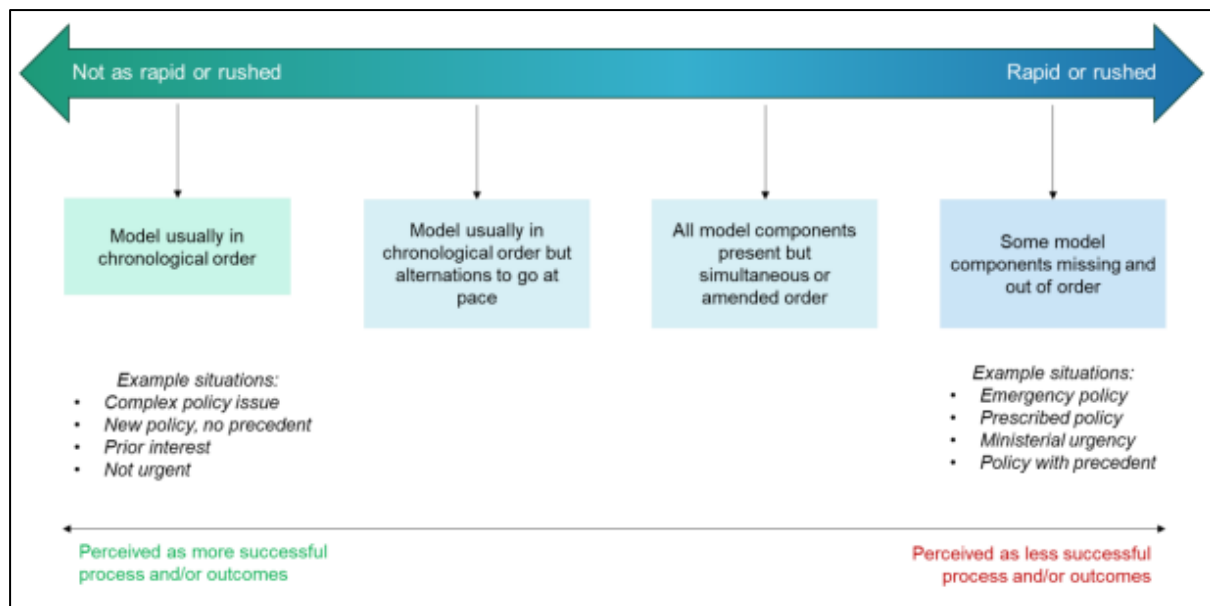 Not as rapid or rushed
Rapid or rushed
Model usually in
chronological order
Model usually in
chronological order but
alternations to go at
pace
All model components
present but
simultaneous or
amended order
Some model
components missing and
out of order
Example situations:
• Complex policy issue
• New policy, no precedent
• Prior interest
• Not urgent
Example situations:
• Emergency policy
• Prescribed policy
• Ministerial urgency
• Policy with precedent
Perceived as more successful
process and/or outcomes
Perceived as less successful
process and/or outcomes